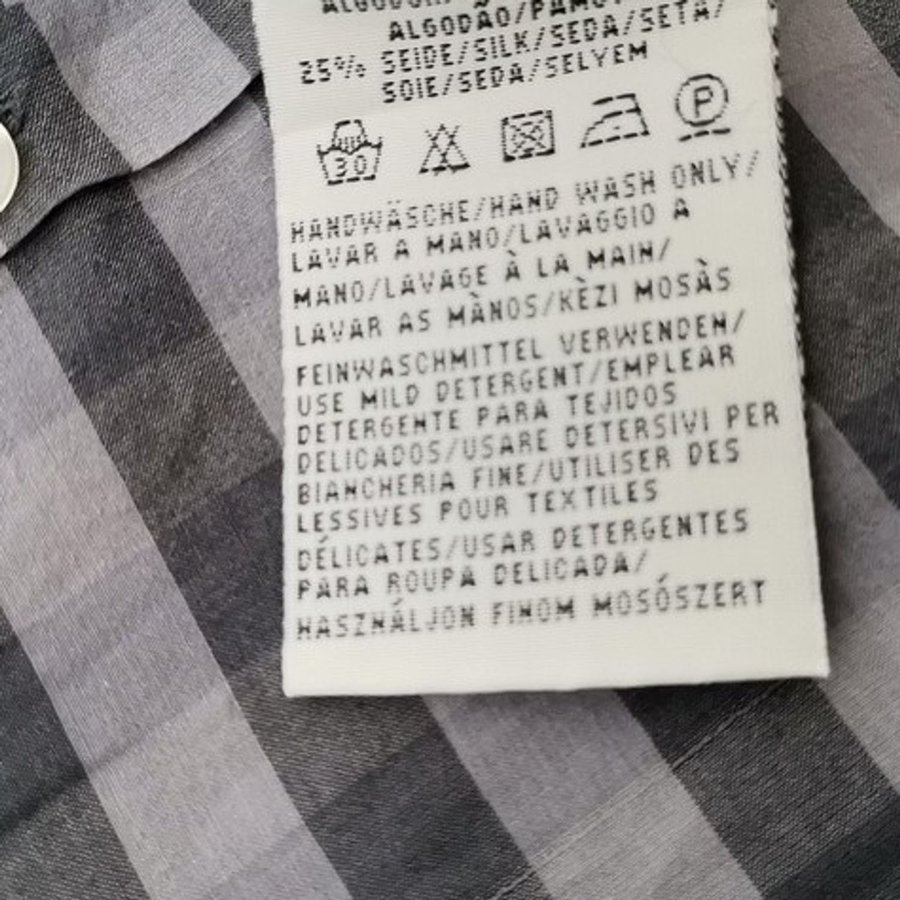 ALGODÃO/PAMUT
25% SEIDE/SILK/SEDA/SETA/
SOIE/SEDA/SELYEM
30 P
HANDWÄSCHE/HAND WASH ONLY/
LAVAR A MANO/LAVAGGIO A
MANO/LAVAGE À LA MAIN/
LAVAR AS MÀNOS/KÈZI MOSÀS
FEINWASCHMITTEL VERWENDEN/
USE MILD DETERGENT/EMPLEAR
DETERGENTE PARA TEJIDOS
DELICADOS/USARE DETERSIVI PER
BIANCHERIA FINE/UTILISER DES
LESSIVES POUR TEXTILES
DÉLICATES/USAR DETERGENTES
PARA ROUPA DELICADA/
HASZNÁLJON FINOM MOSÓSZERT